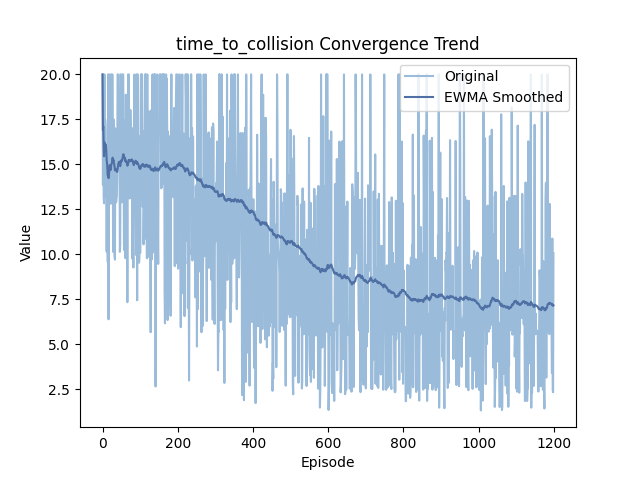 time_to_collision Convergence Trend
Original
EWMA Smoothed
Value
20.0
17.5
15.0
12.5
10.0
7.5
5.0
2.5
0 200 400 600 800 1000 1200
Episode